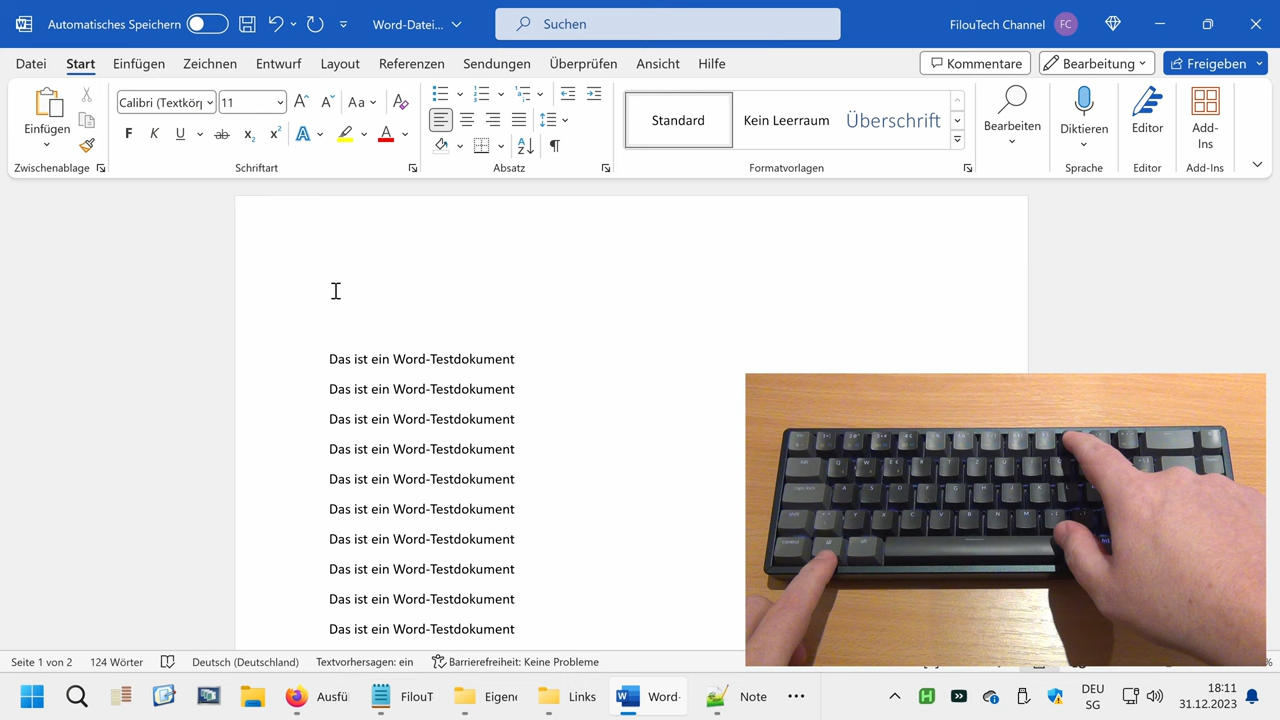 Automatisches Speichern
Word-Datei...
Suchen
FilouTech Channel FC
Datei Start Einfügen Zeichnen Entwurf Layout Referenzen Sendungen Überprüfen Ansicht Hilfe
Kommentare Bearbeitung Freigeben
Einfügen
Zwischenablage
Calibri (Textkörp 11
Aa
F K U ab x₂ x² A A
Schriftart
Absatz
Standard Kein Leerraum Überschrift
Formatvorlagen
Bearbeiten
Diktieren
Sprache
Editor
Editor
Add-
Ins
Add-Ins
Das ist ein Word-Testdokument
Das ist ein Word-Testdokument
Das ist ein Word-Testdokument
Das ist ein Word-Testdokument
Das ist ein Word-Testdokument
Das ist ein Word-Testdokument
Das ist ein Word-Testdokument
Das ist ein Word-Testdokument
Das ist ein Word-Testdokument
Das ist ein Word-Testdokument
Seite 1 von 2 124 Wörter Deutsch (Deutschland) Textvorhersagen: ein Barrierefreiheit: Keine Probleme
Ausfü FilouT Eigene Links Word- Note
DEU
SG
18:11
31.12.2023